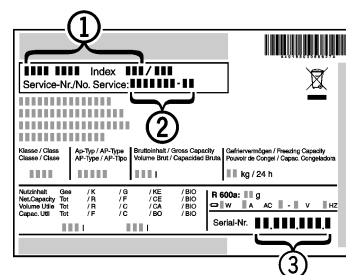 1
Index /
Service-Nr./No. Service: -
2
Klasse / Class
Classe / Clase
Ap-Typ / AP-Type
AP-Type / AP-Tipo
Bruttoinhalt / Gross Capacity
Volume Brut / Capacidad Bruta
Gefriervermögen / Freezing Capacity
Pouvoir de Congel / Capac. Congeladora
l
kg / 24 h
Nutzinhalt Ges / K / G / KE / BIO
Net.Capacity Tot / R / F / CE / BIO
Volume Utile Tot / R / C / CA / BIO
Capac. Util Tot / F / C / BO / BIO
l l
R 600a: g
W A AC - V HZ
Serial-Nr. . . .
3